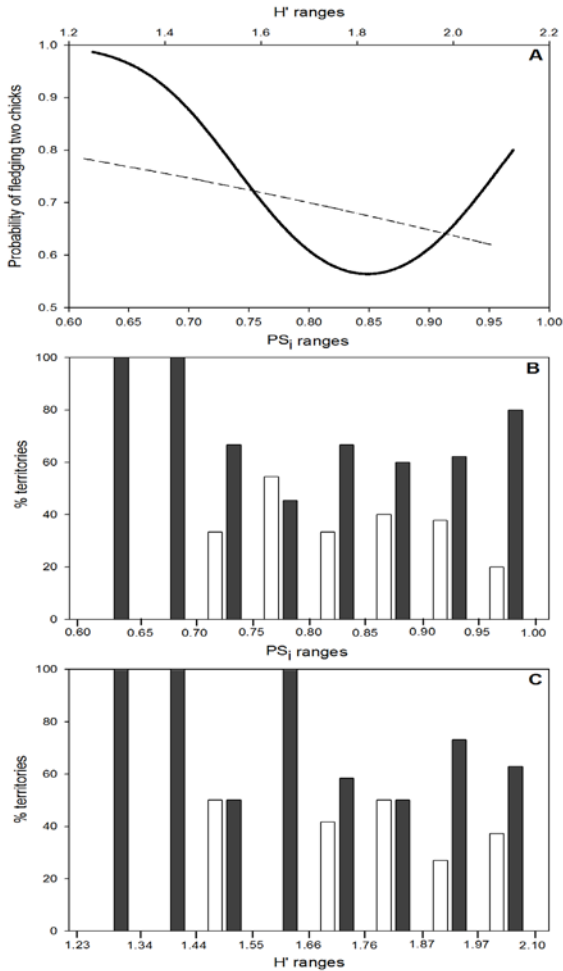 H' ranges
1.2 1.4 1.6 1.8 2.0 2.2
A
1.0
0.9
0.8
0.7
0.6
0.5
Probability of fledging two chicks
0.60 0.65 0.70 0.75 0.80 0.85 0.90 0.95 1.00
PSi ranges
B
100
80
60
40
20
0
% territories
0.60 0.65 0.70 0.75 0.80 0.85 0.90 0.95 1.00
PSi ranges
C
100
80
60
40
20
0
% territories
1.23 1.34 1.44 1.55 1.66 1.76 1.87 1.97 2.10
H' ranges